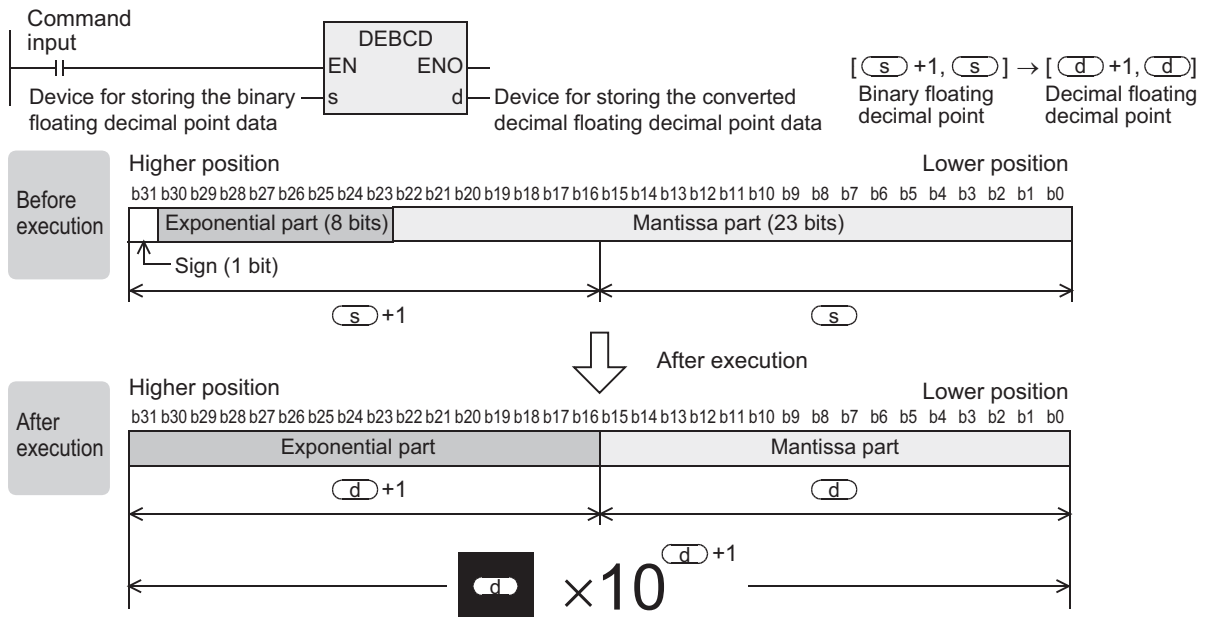 Command
input
DEBCD
EN ENO
[ s +1, s ] → [ d +1, d ]
Device for storing the binary
floating decimal point data
s d
Device for storing the converted
decimal floating decimal point data
Binary floating
decimal point
Decimal floating
decimal point
Before
execution
Higher position Lower position
b31 b30 b29 b28 b27 b26 b25 b24 b23 b22 b21 b20 b19 b18 b17 b16 b15 b14 b13 b12 b11 b10 b9 b8 b7 b6 b5 b4 b3 b2 b1 b0
Exponential part (8 bits) Mantissa part (23 bits)
Sign (1 bit)
s +1 s
After execution
After
execution
Higher position Lower position
b31 b30 b29 b28 b27 b26 b25 b24 b23 b22 b21 b20 b19 b18 b17 b16 b15 b14 b13 b12 b11 b10 b9 b8 b7 b6 b5 b4 b3 b2 b1 b0
Exponential part Mantissa part
d +1 d
d ×10 d +1